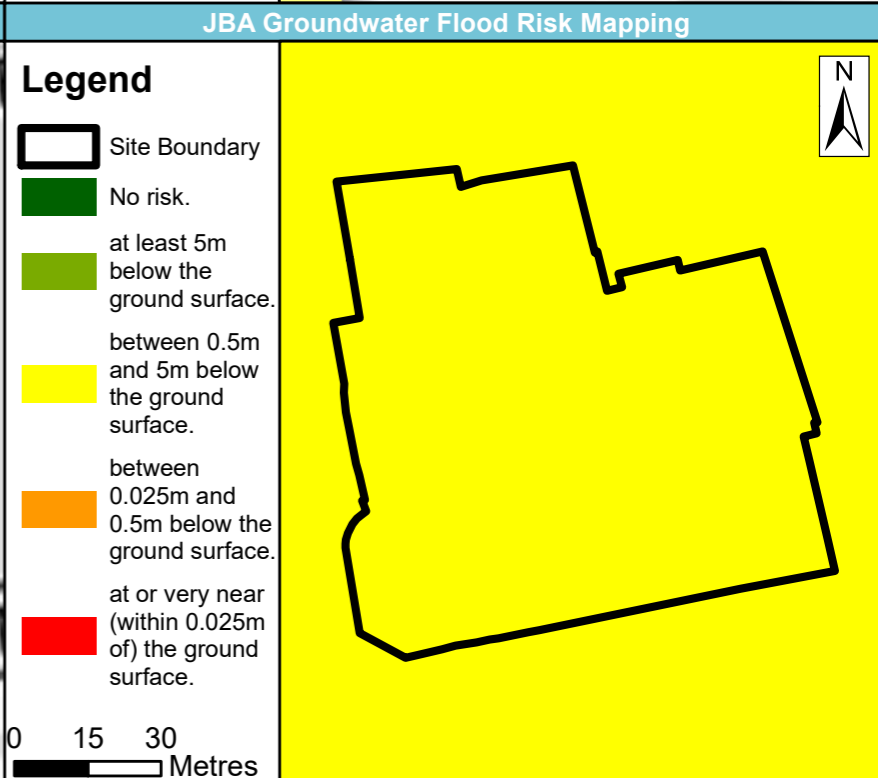 JBA Groundwater Flood Risk Mapping
Legend
Site Boundary
No risk.
at least 5m
below the
ground surface.
between 0.5m
and 5m below
the ground
surface.
between
0.025m and
0.5m below the
ground surface.
at or very near
(within 0.025m
of) the ground
surface.
0 15 30
Metres
N